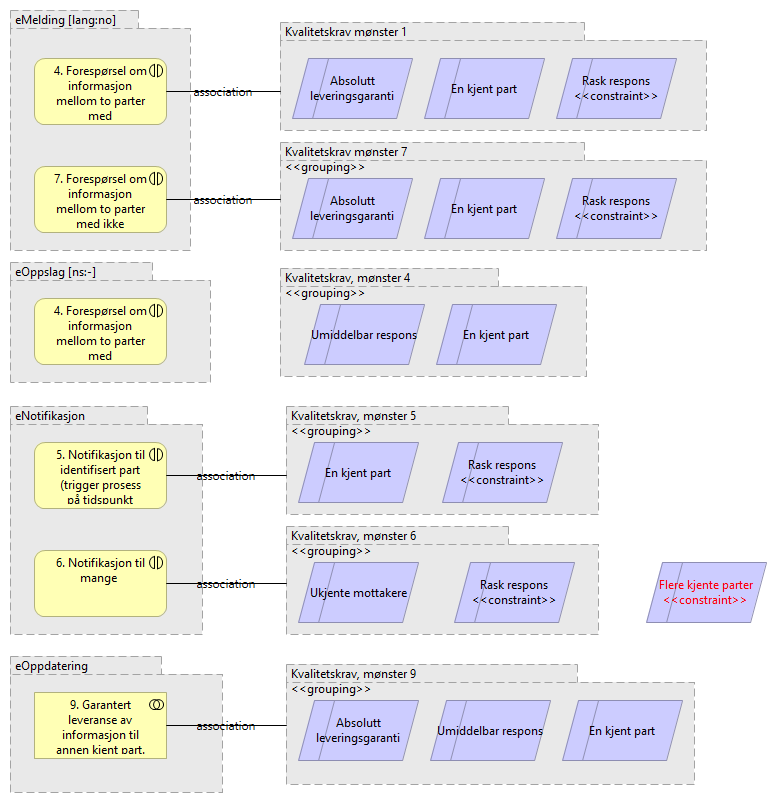 eMelding [lang:no]
4. Forespørsel om
informasjon
mellom to parter
med
association
Kvalitetskrav mønster 1
Absolutt
leveringsgaranti
En kjent part
Rask respons
<<constraint>>
7. Forespørsel om
informasjon
mellom to parter
med ikke
association
Kvalitetskrav mønster 7
<<grouping>>
Absolutt
leveringsgaranti
En kjent part
Rask respons
<<constraint>>
eOppslag [ns:-]
4. Forespørsel om
informasjon
mellom to parter
med
Kvalitetskrav, mønster 4
<<grouping>>
Umiddelbar respons
En kjent part
eNotifikasjon
5. Notifikasjon til
identifisert part
(trigger prosess
på tidspunkt
association
Kvalitetskrav, mønster 5
<<grouping>>
En kjent part
Rask respons
<<constraint>>
6. Notifikasjon til
mange
association
Kvalitetskrav, mønster 6
<<grouping>>
Ukjente mottakere
Rask respons
<<constraint>>
Flere kjente parter
<<constraint>>
eOppdatering
9. Garantert
leveranse av
informasjon til
annen kjent part.
association
Kvalitetskrav, mønster 9
<<grouping>>
Absolutt
leveringsgaranti
Umiddelbar respons
En kjent part